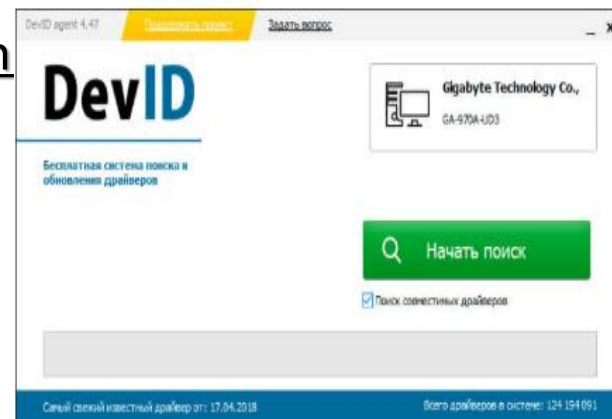 DevID agent 4.47 Поддержать проект Задать вопрос
n
DevID
Gigabyte Technology Co.,
GA-970A-UD3
Бесплатная система поиска и
обновления драйверов
Начать поиск
Поиск совместимых драйверов
Самый свежий известный драйвер от: 17.04.2018 Всего драйверов в системе: 124 194 091